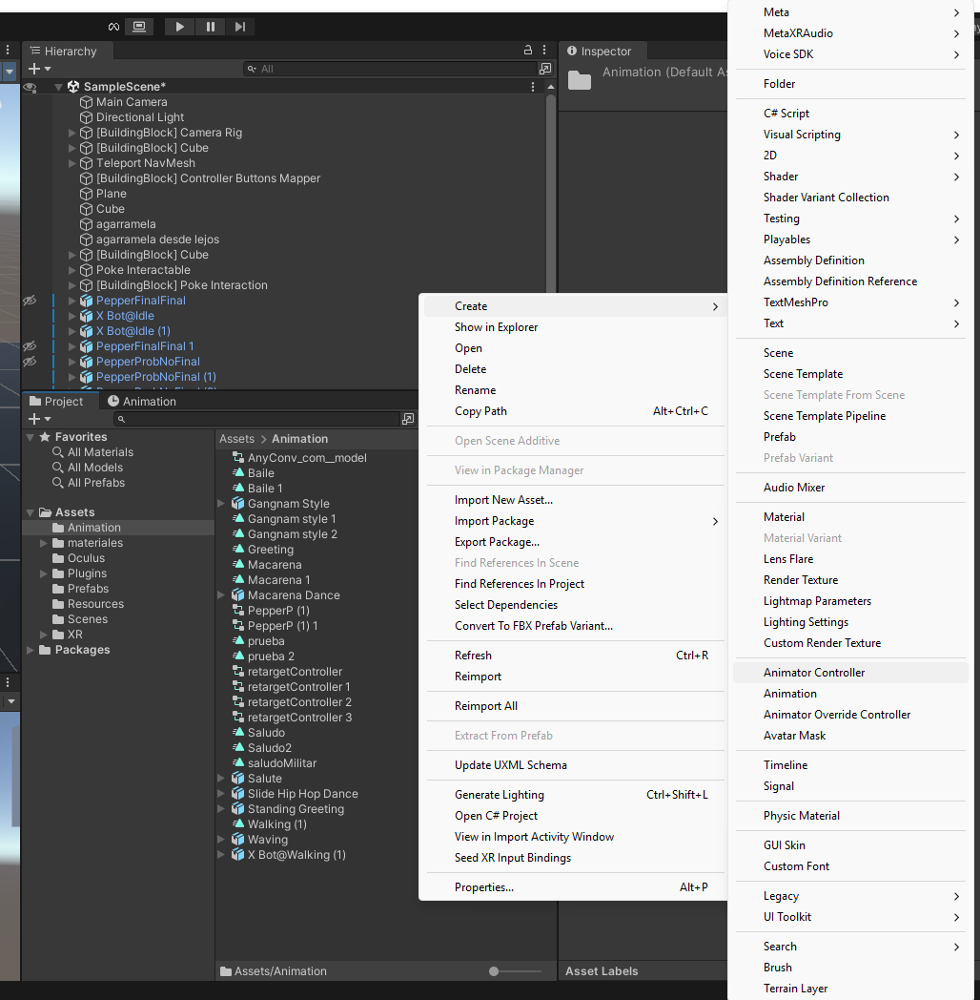 Hierarchy
All
SampleScene*
Main Camera
Directional Light
[BuildingBlock] Camera Rig
[BuildingBlock] Cube
Teleport NavMesh
[BuildingBlock] Controller Buttons Mapper
Plane
Cube
agarramela
agarramela desde lejos
[BuildingBlock] Cube
Poke Interactable
[BuildingBlock] Poke Interaction
PepperFinalFinal
X Bot@Idle
X Bot@Idle (1)
PepperFinalFinal 1
PepperProbNoFinal
PepperProbNoFinal (1)
Project
Animation
Favorites
All Materials
All Models
All Prefabs
Assets
Animation
materiales
Oculus
Plugins
Prefabs
Resources
Scenes
XR
Packages
Assets > Animation
AnyConv_com__model
Baile
Baile 1
Gangnam Style
Gangnam style 1
Gangnam style 2
Greeting
Macarena
Macarena 1
Macarena Dance
PepperP (1)
PepperP (1) 1
prueba
prueba 2
retargetController
retargetController 1
retargetController 2
retargetController 3
Saludo
Saludo2
saludoMilitar
Salute
Slide Hip Hop Dance
Standing Greeting
Walking (1)
Waving
X Bot@Walking (1)
Assets/Animation
Inspector
Animation (Default As
Asset Labels
Create
Show in Explorer
Open
Delete
Rename
Copy Path Alt+Ctrl+C
Open Scene Additive
View in Package Manager
Import New Asset...
Import Package
Export Package...
Find References In Scene
Find References In Project
Select Dependencies
Convert To FBX Prefab Variant...
Refresh Ctrl+R
Reimport
Reimport All
Extract From Prefab
Update UXML Schema
Generate Lighting Ctrl+Shift+L
Open C# Project
View in Import Activity Window
Seed XR Input Bindings
Properties... Alt+P
Meta
MetaXRAudio
Voice SDK
Folder
C# Script
Visual Scripting
2D
Shader
Shader Variant Collection
Testing
Playables
Assembly Definition
Assembly Definition Reference
TextMeshPro
Text
Scene
Scene Template
Scene Template From Scene
Scene Template Pipeline
Prefab
Prefab Variant
Audio Mixer
Material
Material Variant
Lens Flare
Render Texture
Lightmap Parameters
Lighting Settings
Custom Render Texture
Animator Controller
Animation
Animator Override Controller
Avatar Mask
Timeline
Signal
Physic Material
GUI Skin
Custom Font
Legacy
UI Toolkit
Search
Brush
Terrain Layer